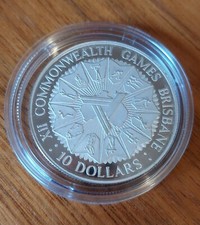 XII COMMONWEALTH GAMES BRISBANE
10 DOLLARS